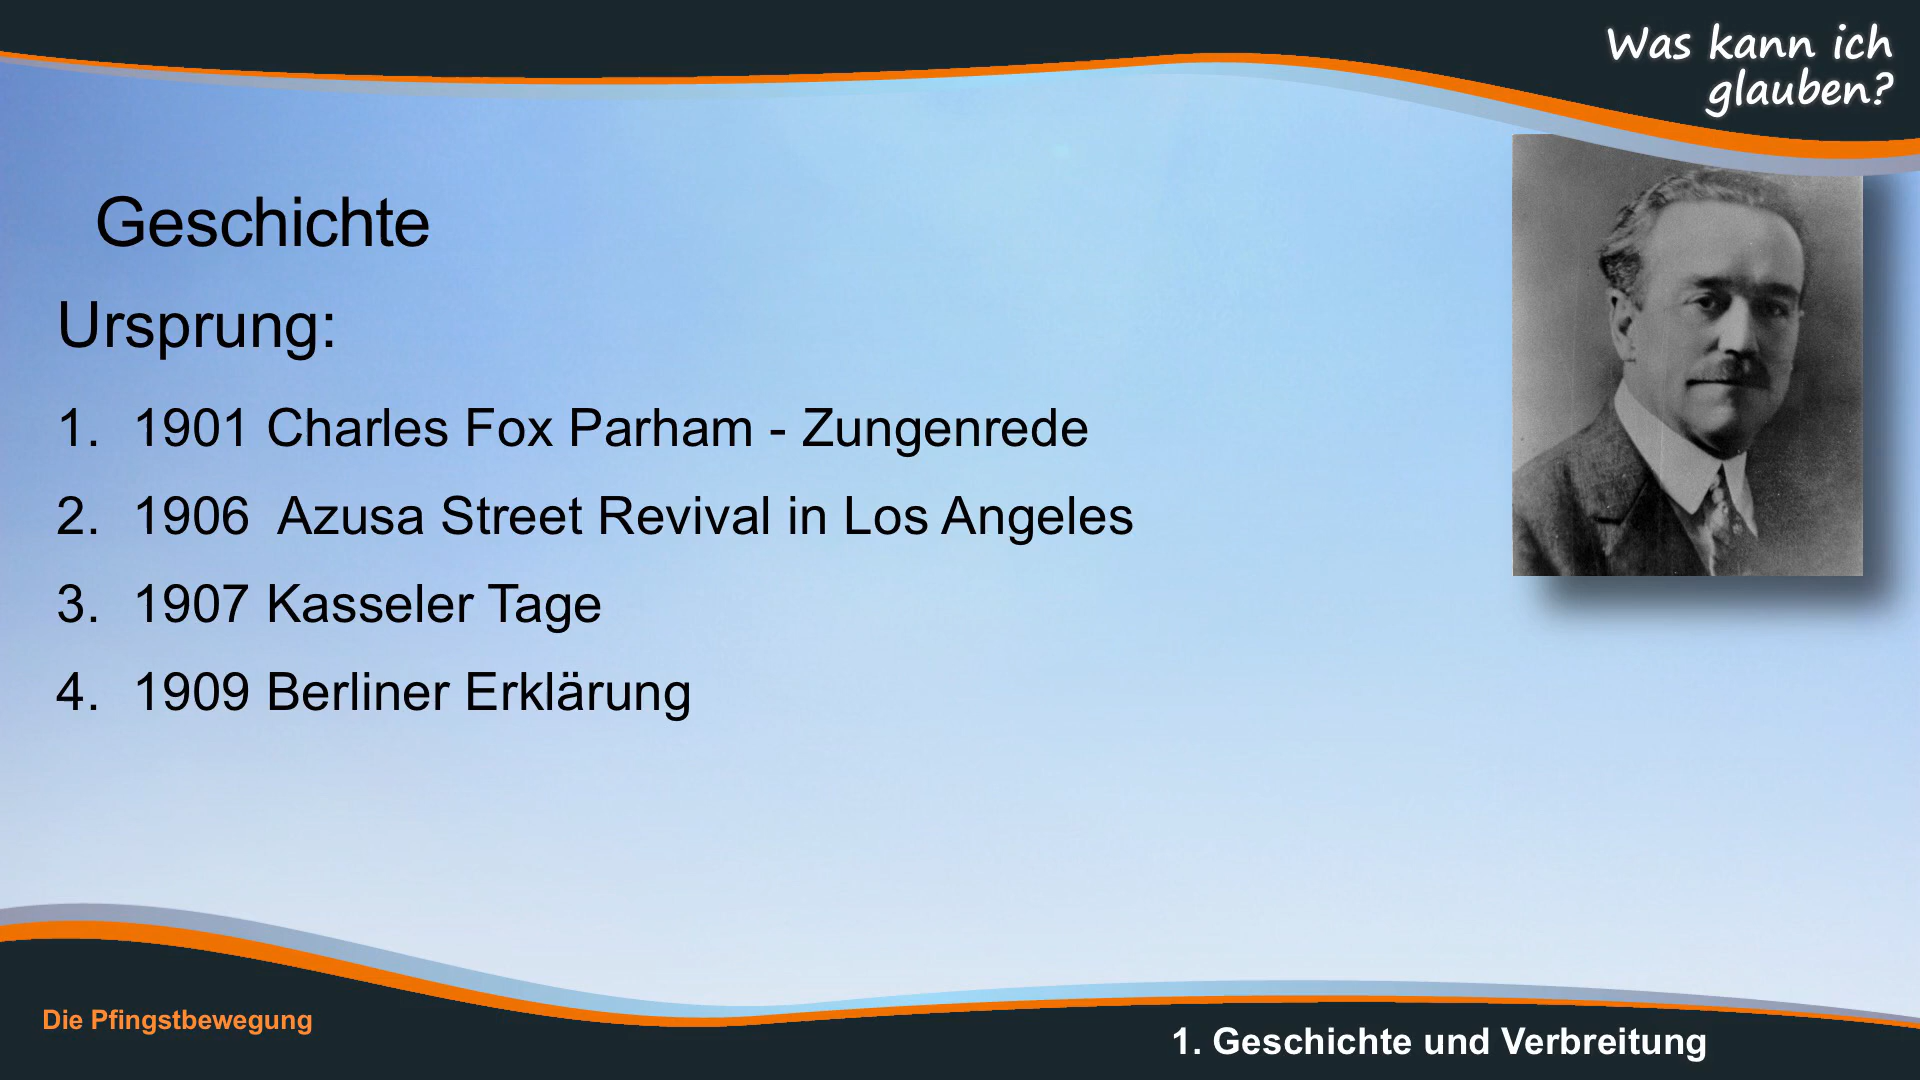 Was kann ich
glauben?
Geschichte
Ursprung:
1. 1901 Charles Fox Parham - Zungenrede
2. 1906  Azusa Street Revival in Los Angeles
3. 1907 Kasseler Tage
4. 1909 Berliner Erklärung
Die Pfingstbewegung
1. Geschichte und Verbreitung